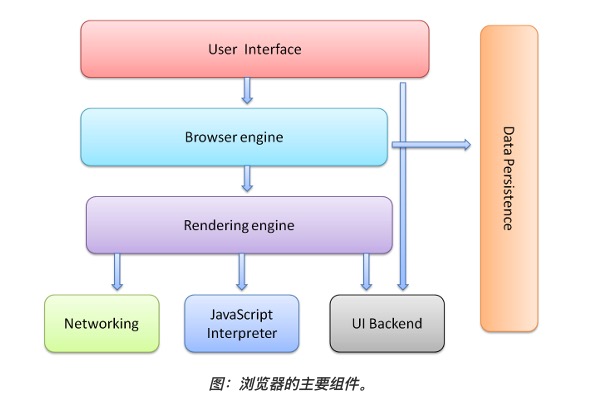 User Interface
Browser engine
Data Persistence
Rendering engine
Networking
JavaScript
Interpreter
UI Backend
图：浏览器的主要组件。